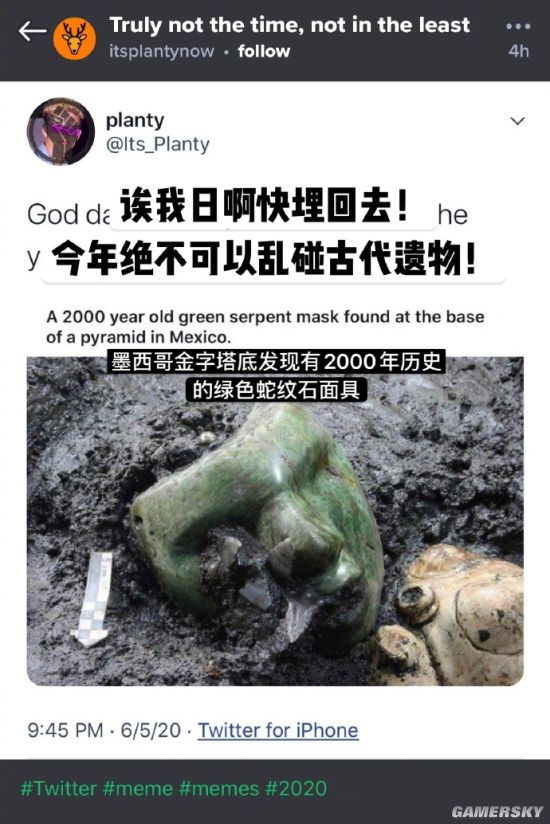 Truly not the time, not in the least
itsplantynow • follow
4h
planty
@Its_Planty
God
诶我日啊快埋回去！
he
y
今年绝不可以乱碰古代遗物！
A 2000 year old green serpent mask found at the base
of a pyramid in Mexico.
墨西哥金字塔底发现有2000年历史
的绿色蛇纹石面具
9:45 PM · 6/5/20 · Twitter for iPhone
#Twitter #meme #memes #2020
GAMERSKY